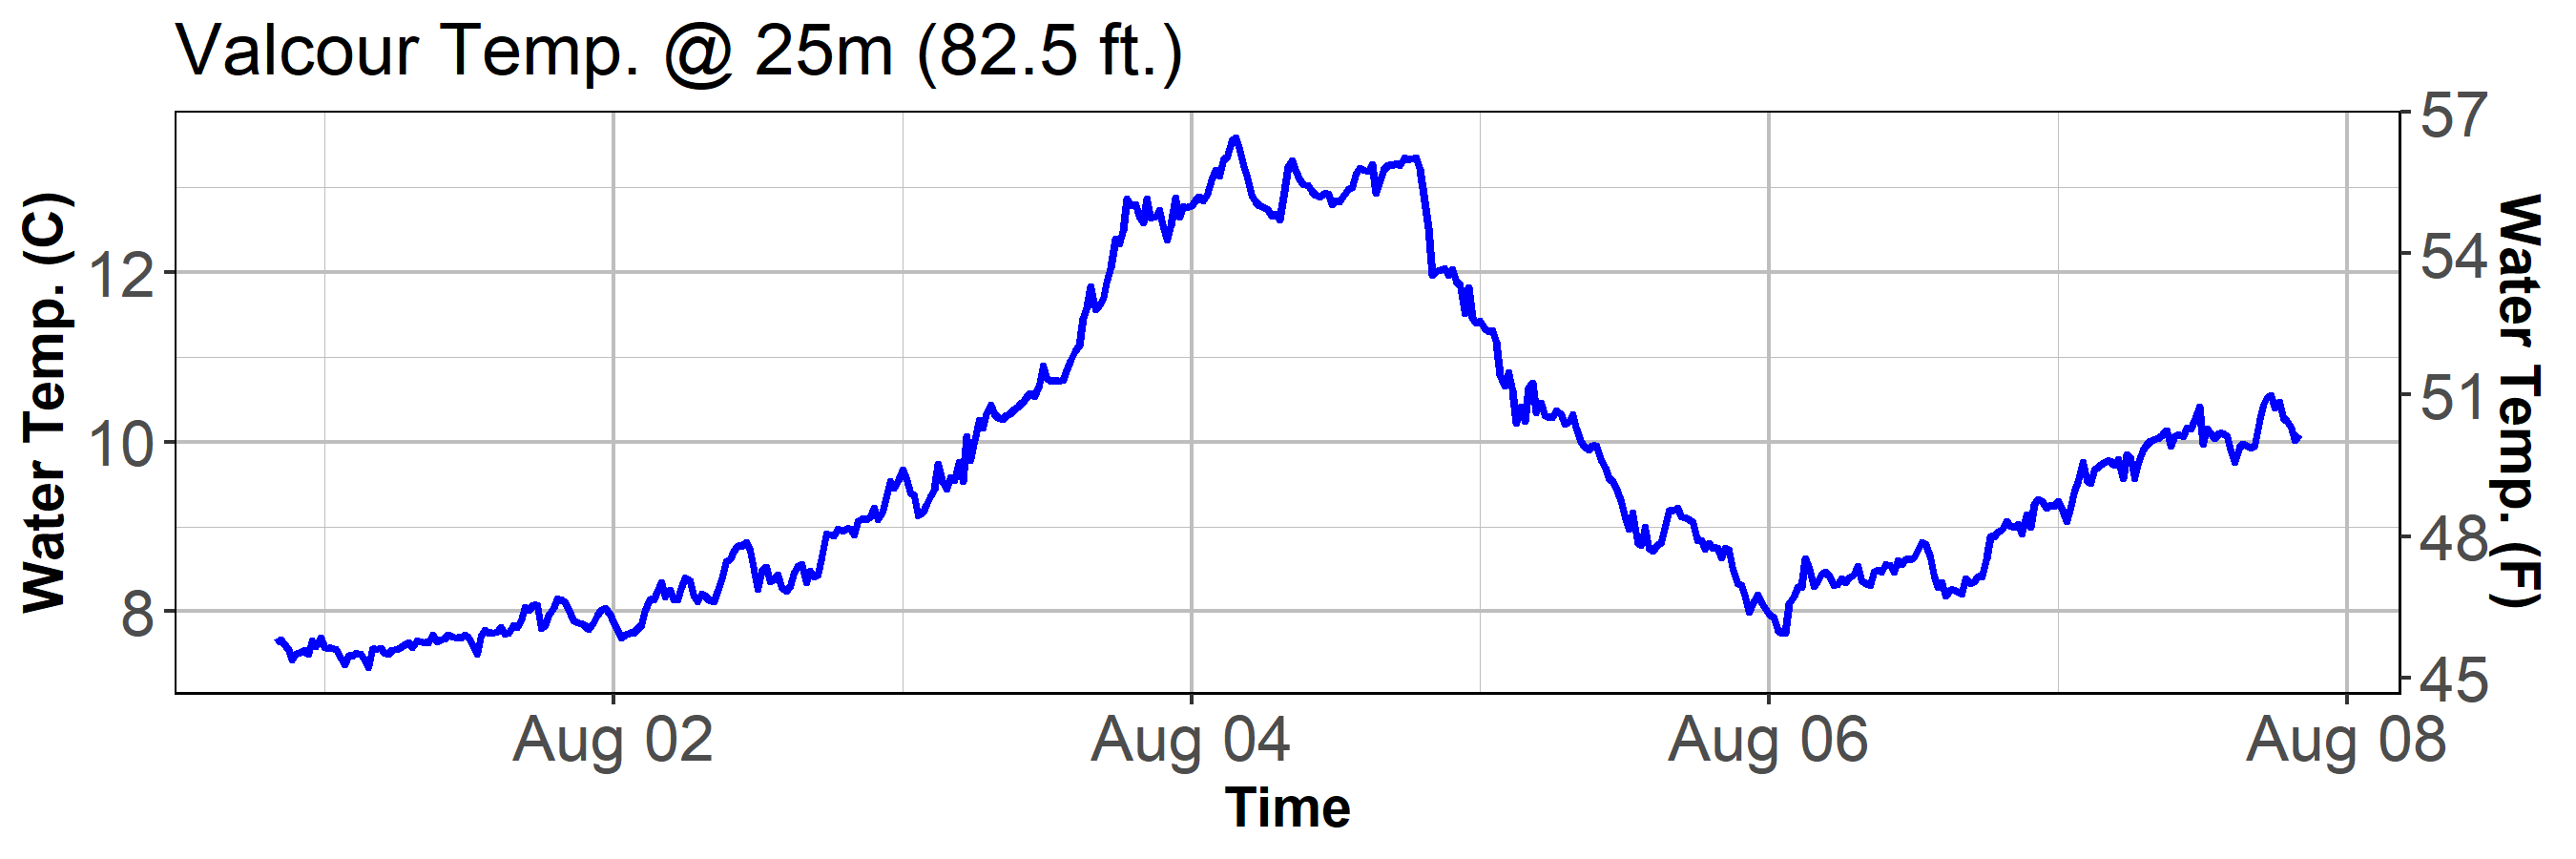 Valcour Temp. @ 25m (82.5 ft.)
Water Temp. (C)
12
10
8
57
54
51
48
45
Water Temp. (F)
Aug 02 Aug 04 Aug 06 Aug 08
Time